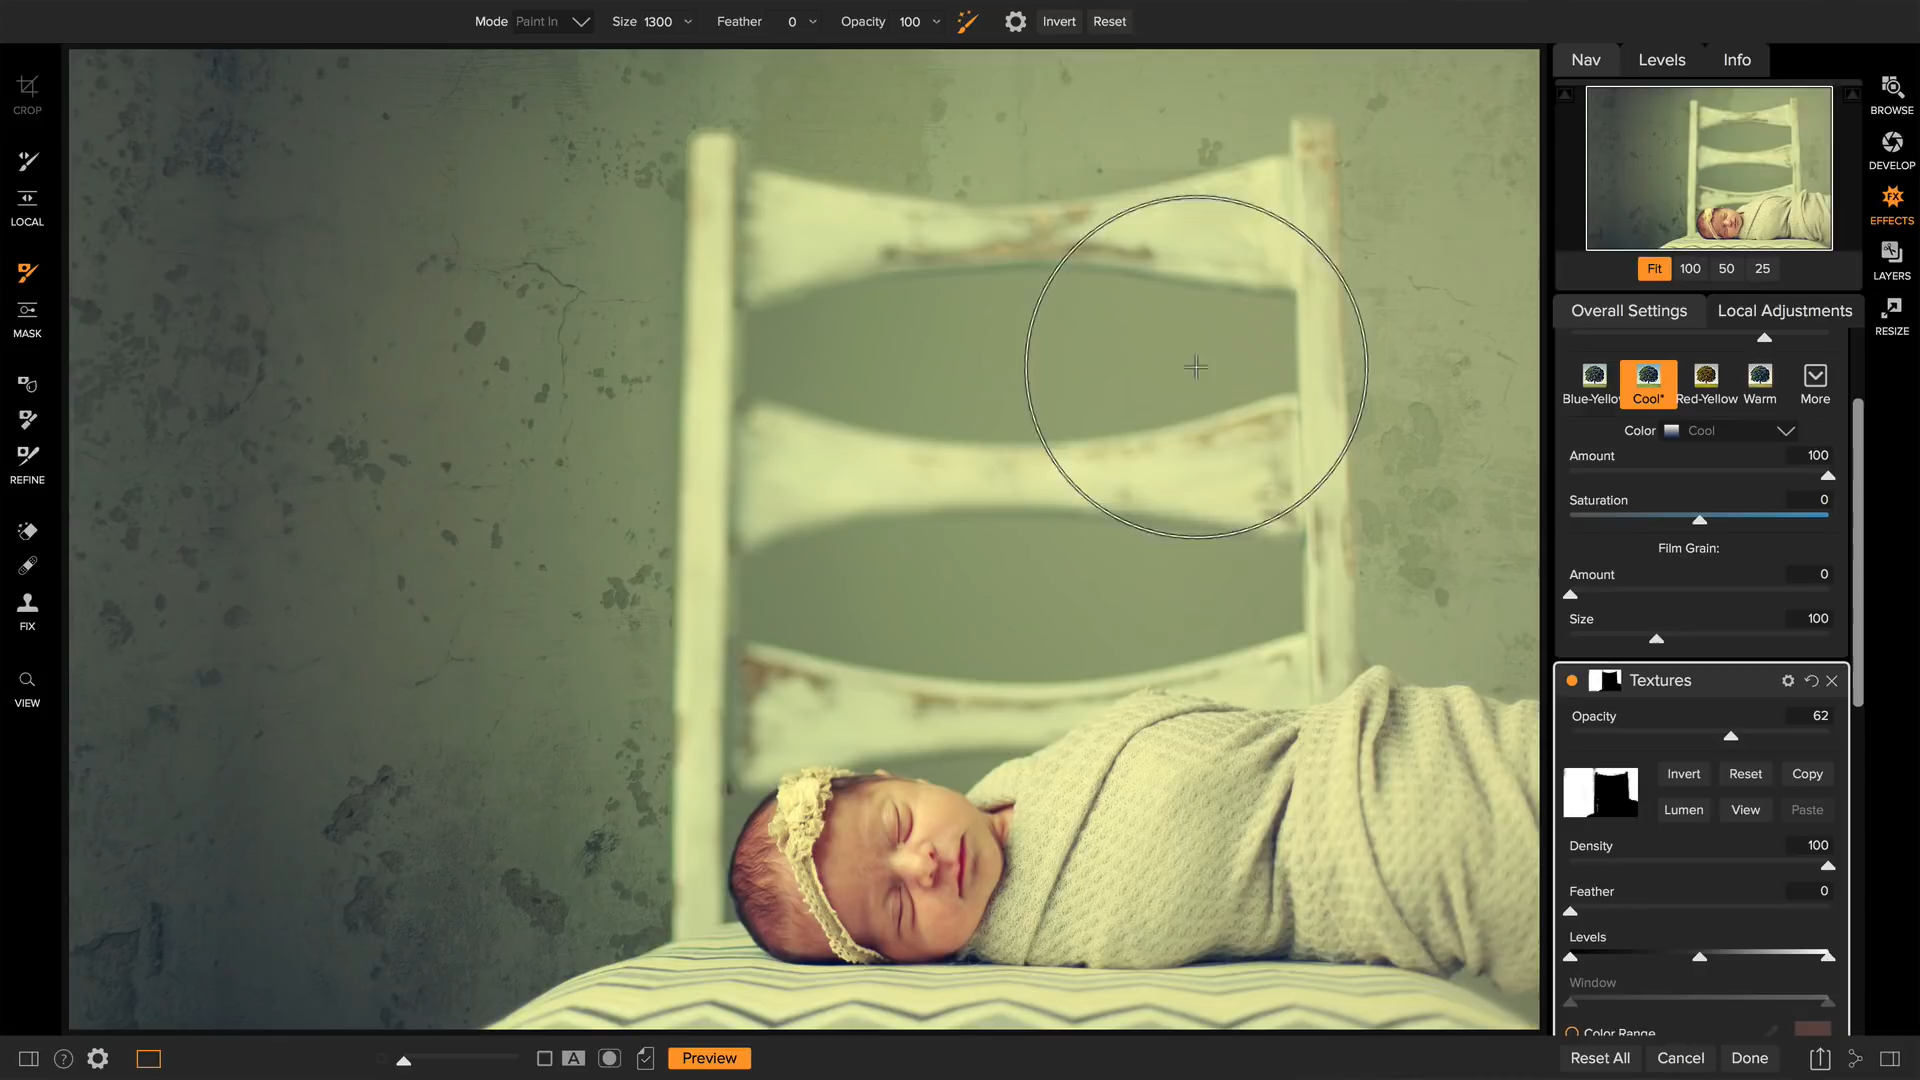 Mode Paint In Size 1300 Feather 0 Opacity 100 Invert Reset
CROP
LOCAL
MASK
REFINE
FIX
VIEW
Nav Levels Info
Fit 100 50 25
BROWSE
DEVELOP
EFFECTS
LAYERS
RESIZE
Overall Settings Local Adjustments
Blue-Yello Cool* Red-Yellow Warm More
Color Cool
Amount 100
Saturation 0
Film Grain:
Amount 0
Size 100
Textures
Opacity 62
Invert Reset Copy
Lumen View Paste
Density 100
Feather 0
Levels
Window
Color Range
? A Preview
Reset All Cancel Done